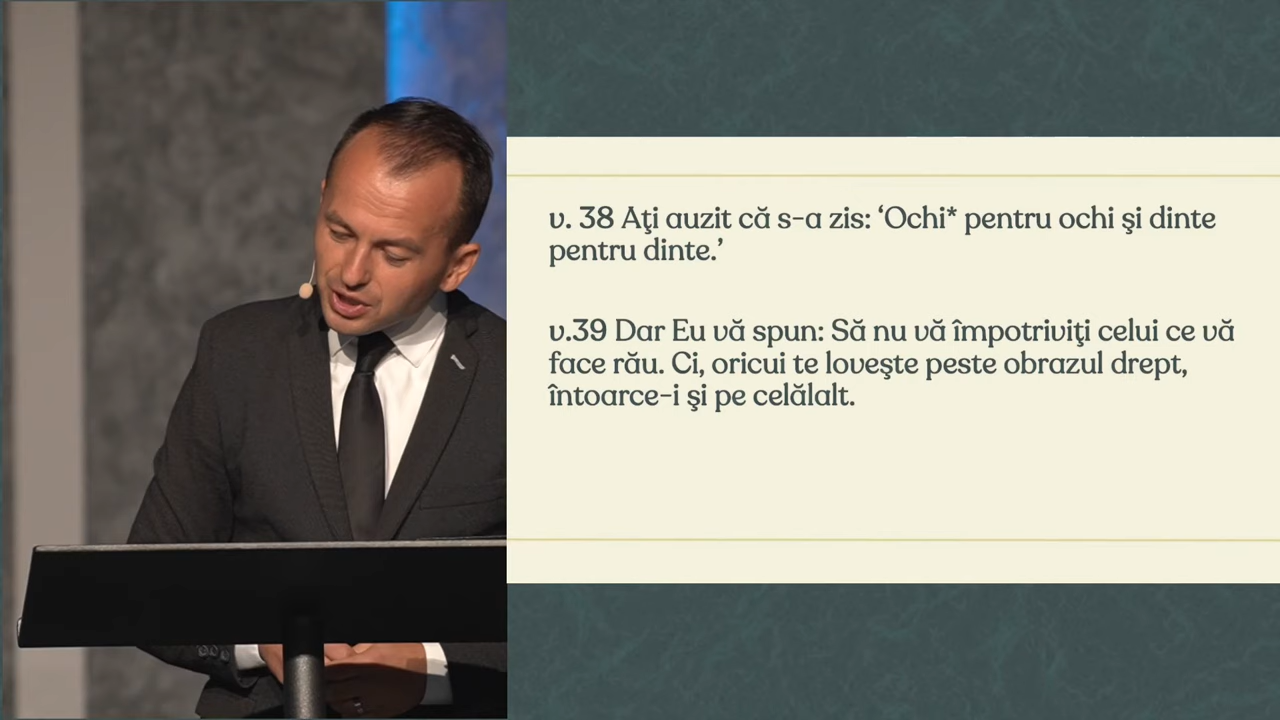 v. 38 Aţi auzit că s-a zis: ‘Ochi* pentru ochi şi dinte
pentru dinte.’
v.39 Dar Eu vă spun: Să nu vă împotriviţi celui ce vă
face rău. Ci, oricui te loveşte peste obrazul drept,
întoarce-i şi pe celălalt.